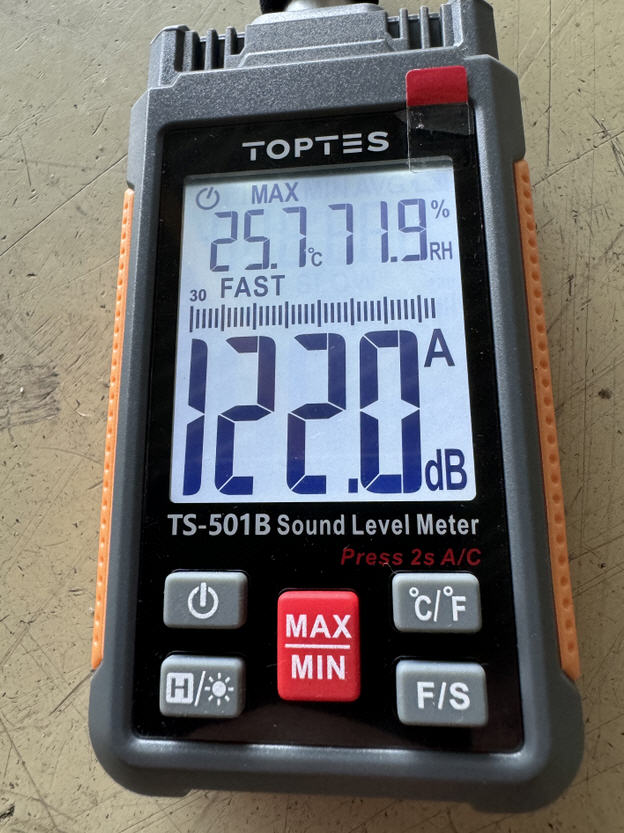 TOPTES
MAX
25.7°C 71.9% RH
30 FAST
122.0 A dB
TS-501B Sound Level Meter
Press 2s A/C
MAX
MIN
°C/°F
H/
F/S